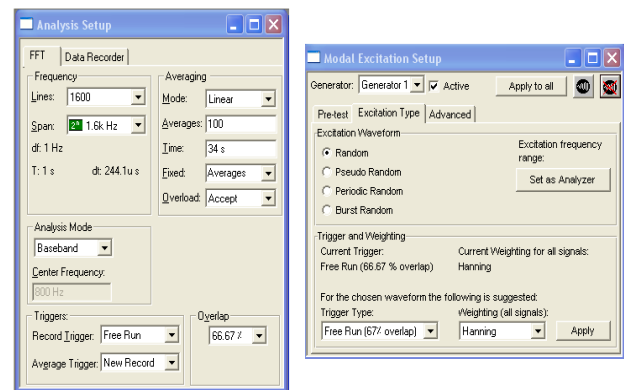 Analysis Setup
FFT
Data Recorder
Frequency
Lines: 1600
Span: 2ⁿ 1.6k Hz
df: 1 Hz
T: 1 s dt: 244.1u s
Averaging
Mode: Linear
Averages: 100
Time: 34 s
Fixed: Averages
Overload: Accept
Analysis Mode
Baseband
Center Frequency:
800 Hz
Triggers:
Record Trigger: Free Run
Average Trigger: New Record
Overlap
66.67 %
Modal Excitation Setup
Generator: Generator 1 Active Apply to all
Pre-test Excitation Type Advanced
Excitation Waveform
Random
Pseudo Random
Periodic Random
Burst Random
Excitation frequency
range:
Set as Analyzer
Trigger and Weighting
Current Trigger: Current Weighting for all signals:
Free Run (66.67 % overlap) Hanning
For the chosen waveform the following is suggested:
Trigger Type: Weighting (all signals):
Free Run (67% overlap) Hanning Apply